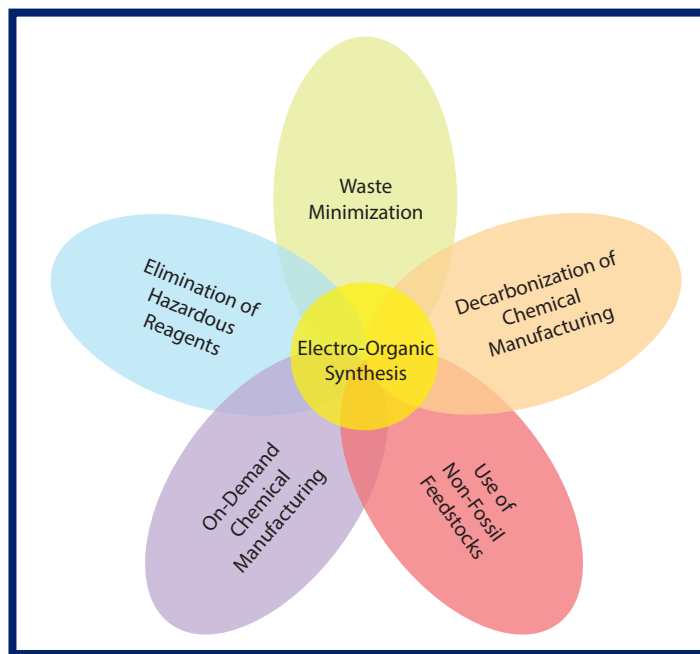 Waste
Minimization
Elimination of
Hazardous
Reagents
Decarbonization of
Chemical
Manufacturing
Electro-Organic
Synthesis
On-Demand
Chemical
Manufacturing
Use of
Non-Fossil
Feedstocks